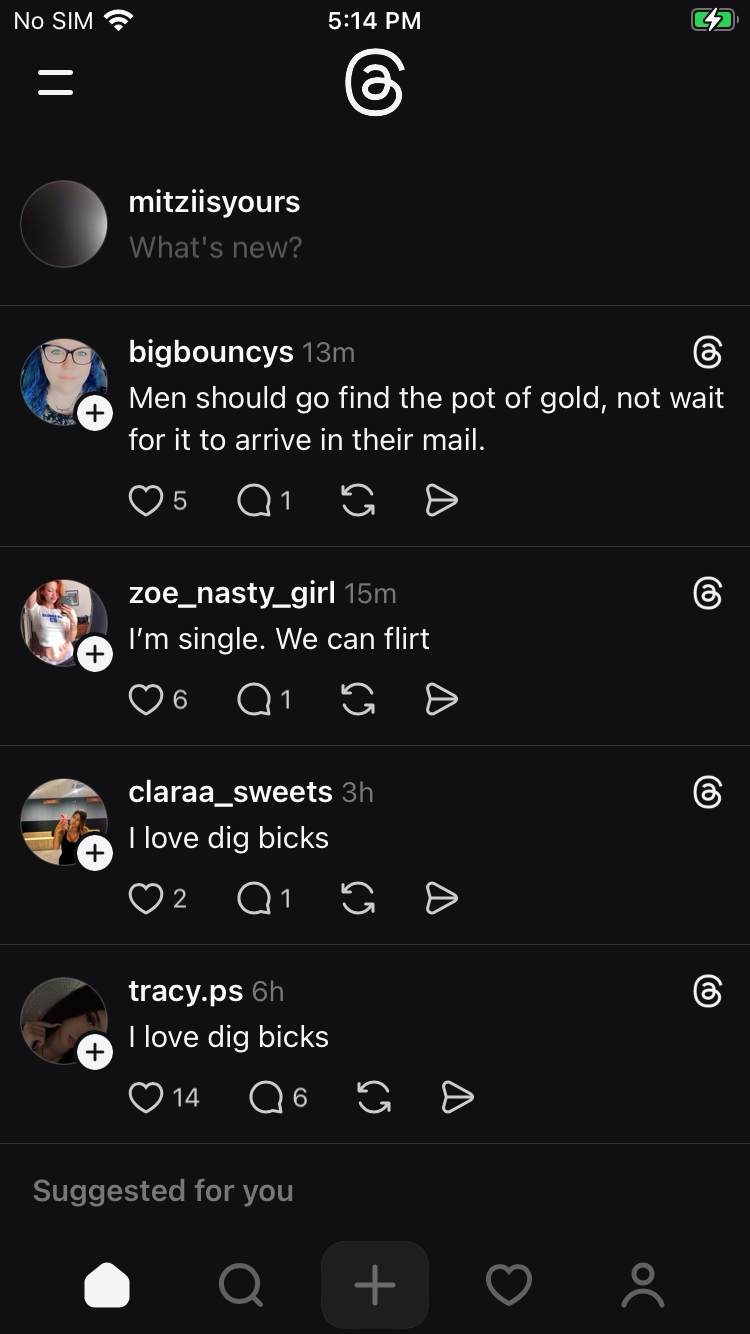 No SIM 5:14 PM
mitziisyours
What's new?
bigbouncys 13m
Men should go find the pot of gold, not wait
for it to arrive in their mail.
5 1
zoe_nasty_girl 15m
I’m single. We can flirt
6 1
claraa_sweets 3h
I love dig bicks
2 1
tracy.ps 6h
I love dig bicks
14 6
Suggested for you